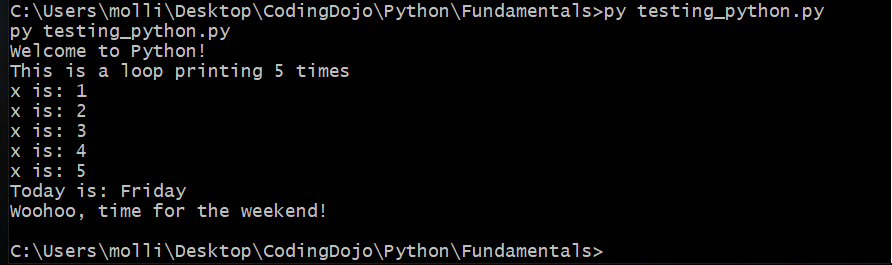 C:\Users\molli\Desktop\CodingDojo\Python\Fundamentals>py testing_python.py
py testing_python.py
Welcome to Python!
This is a loop printing 5 times
x is: 1
x is: 2
x is: 3
x is: 4
x is: 5
Today is: Friday
Woohoo, time for the weekend!
C:\Users\molli\Desktop\CodingDojo\Python\Fundamentals>